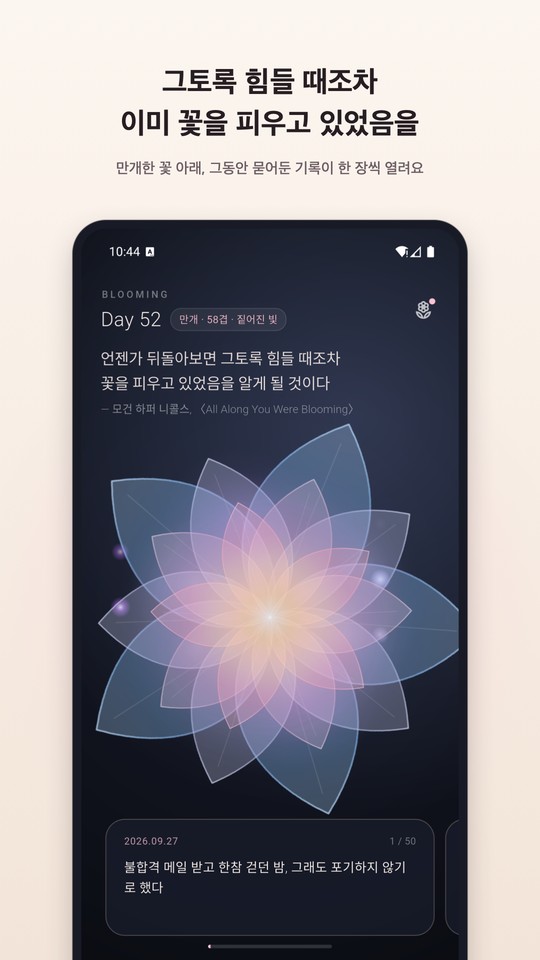 그토록 힘들 때조차
이미 꽃을 피우고 있었음을
만개한 꽃 아래, 그동안 묻어둔 기록이 한 장씩 열려요
10:44 A
BLOOMING
Day 52 만개 · 58겹 · 짙어진 빛
언젠가 뒤돌아보면 그토록 힘들 때조차
꽃을 피우고 있었음을 알게 될 것이다
— 모건 하퍼 니콜스, 〈All Along You Were Blooming〉
2026.09.27 1 / 50
불합격 메일 받고 한참 걷던 밤, 그래도 포기하지 않기
로 했다